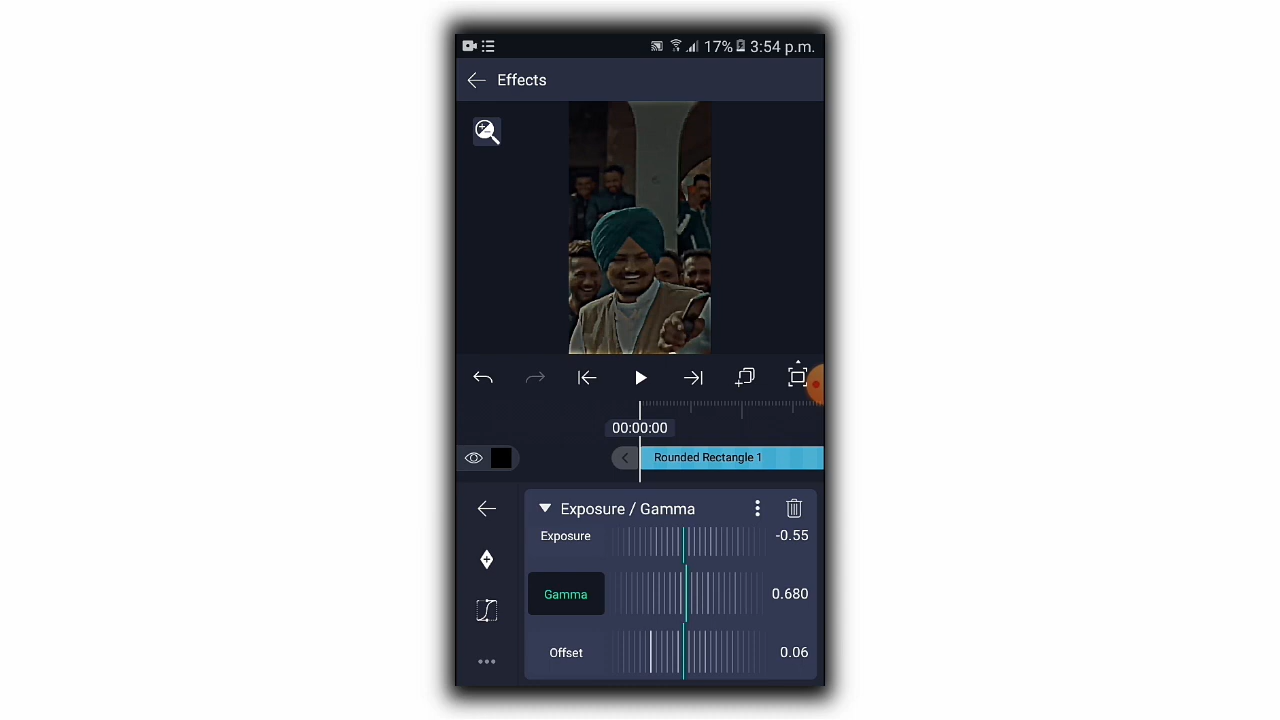 17% 3:54 p.m.
Effects
00:00:00
Rounded Rectangle 1
Exposure / Gamma
Exposure -0.55
Gamma 0.680
Offset 0.06